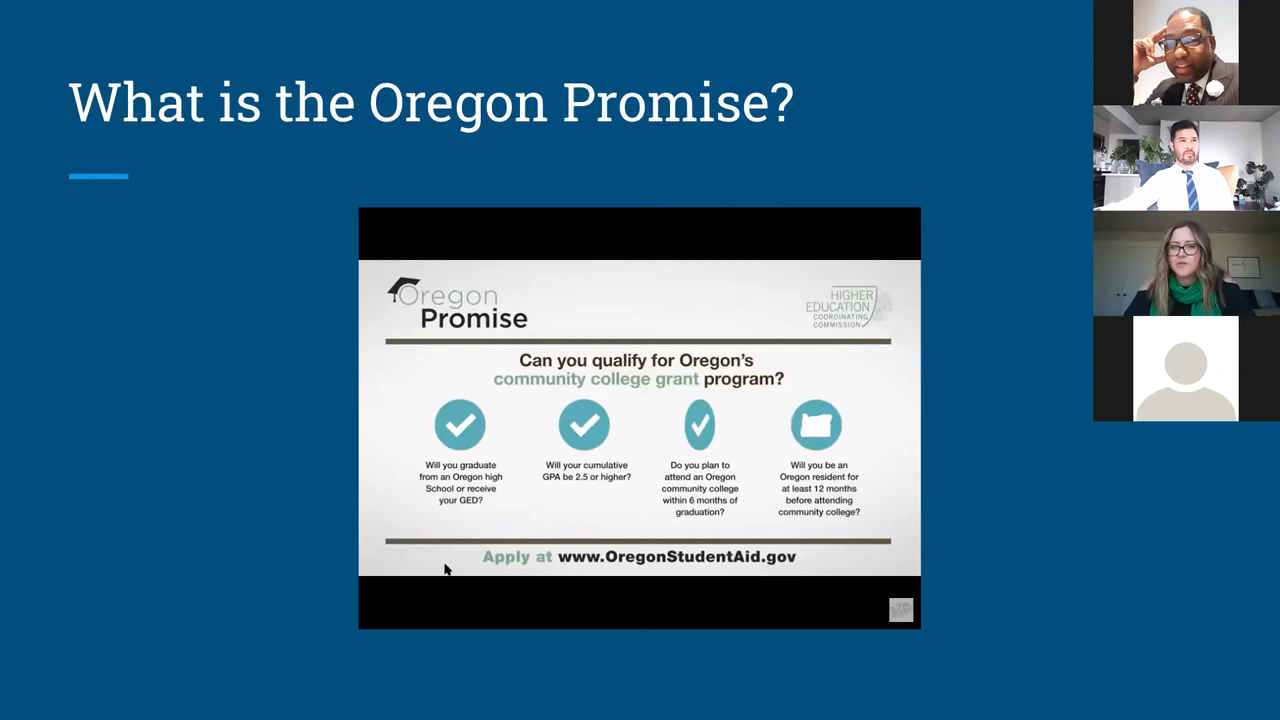 What is the Oregon Promise?
Oregon
Promise
HIGHER
EDUCATION
COORDINATING
COMMISSION
Can you qualify for Oregon's
community college grant program?
Will you graduate
from an Oregon high
School or receive
your GED?
Will your cumulative
GPA be 2.5 or higher?
Do you plan to
attend an Oregon
community college
within 6 months of
graduation?
Will you be an
Oregon resident for
at least 12 months
before attending
community college?
Apply at www.OregonStudentAid.gov